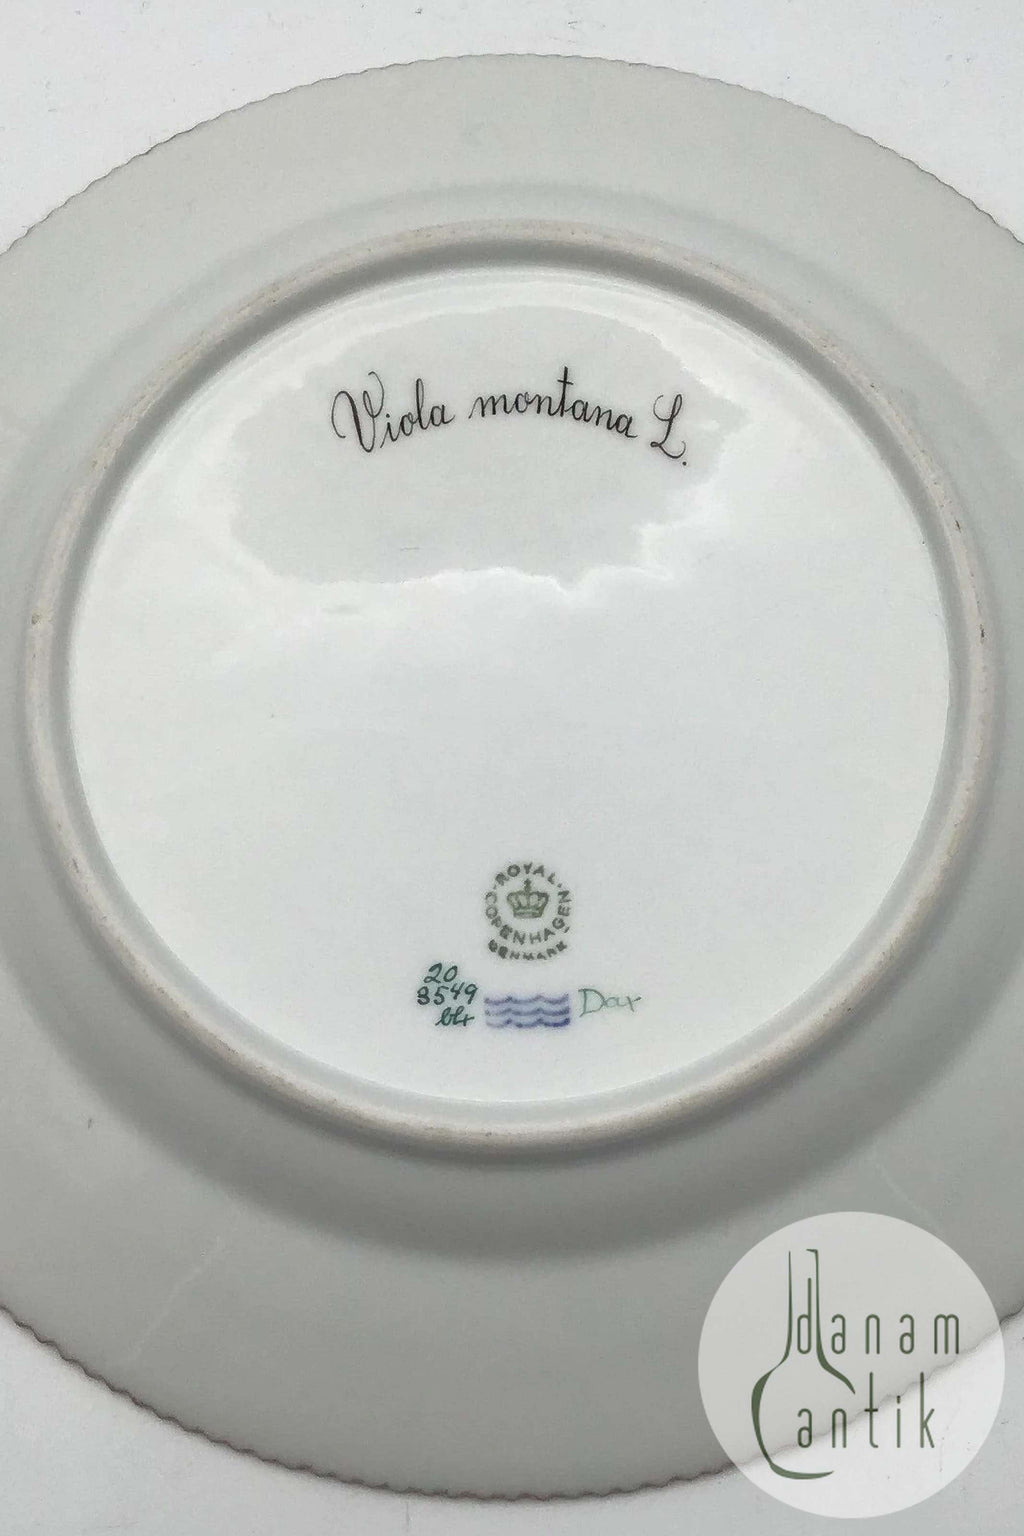 Viola montana L.
ROYAL
COPENHAGEN
DENMARK
20
3549
Dax
danam
antik